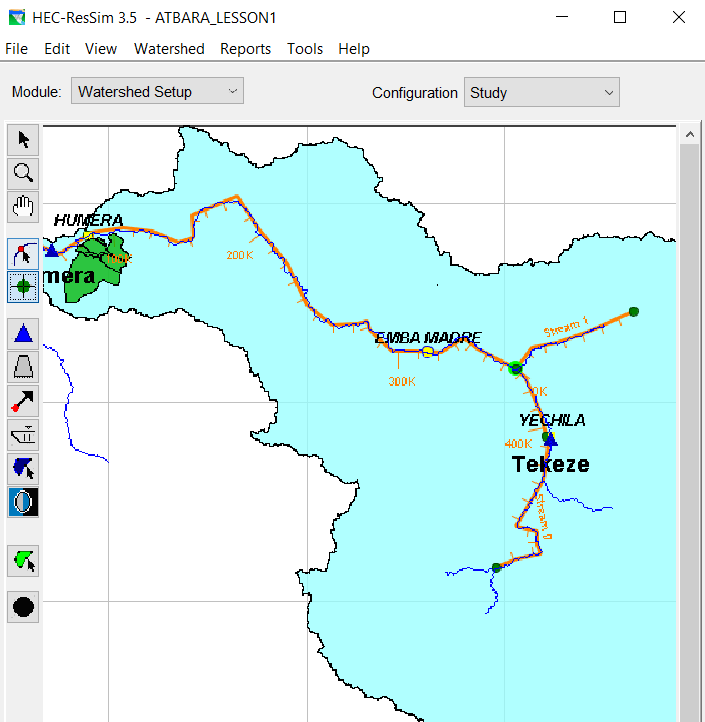 HEC-ResSim 3.5 - ATBARA_LESSON1
File Edit View Watershed Reports Tools Help
Module: Watershed Setup Configuration Study
HUMERA
mera
200K
Stream 1
EMBA MADRE
300K
YECHILA
400K
Tekeze